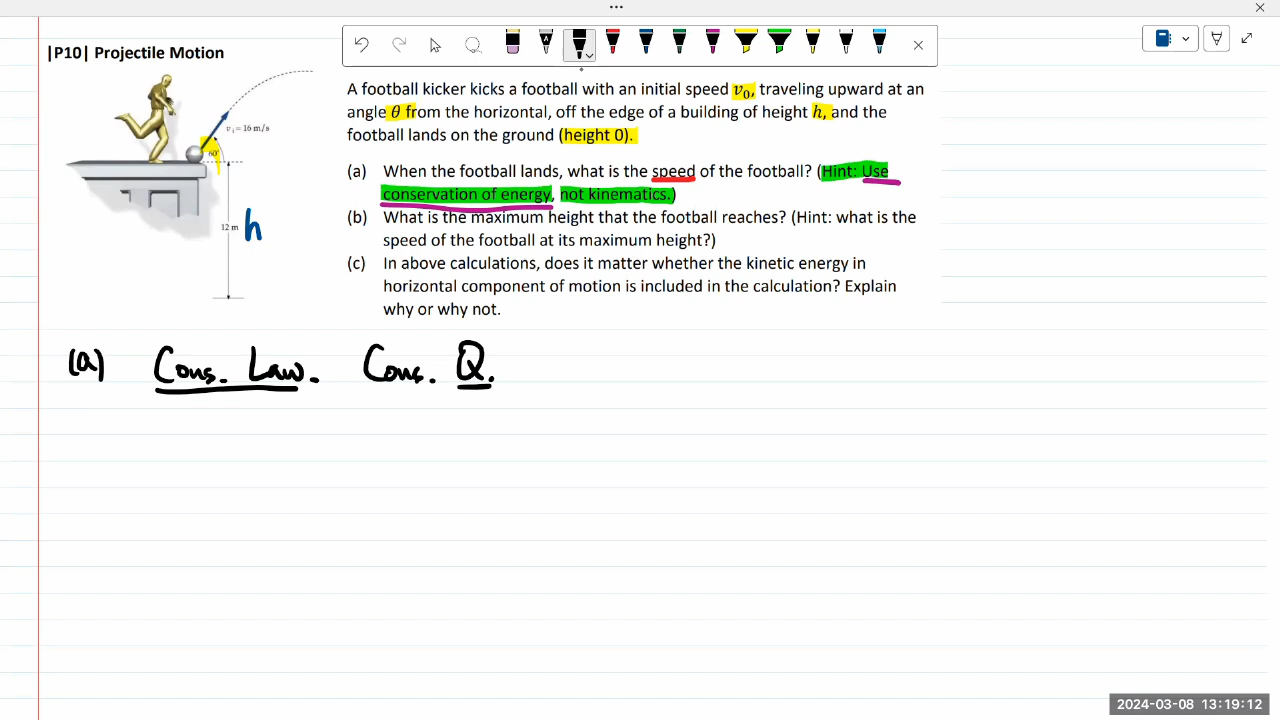 |P10| Projectile Motion
v i = 16 m/s
60°
12 m h
A football kicker kicks a football with an initial speed v₀, traveling upward at an
angle θ from the horizontal, off the edge of a building of height h, and the
football lands on the ground (height 0).
(a) When the football lands, what is the speed of the football? (Hint: Use
conservation of energy, not kinematics.)
(b) What is the maximum height that the football reaches? (Hint: what is the
speed of the football at its maximum height?)
(c) In above calculations, does it matter whether the kinetic energy in
horizontal component of motion is included in the calculation? Explain
why or why not.
(a) Cons. Law. Cons. Q.
2024-03-08 13:19:12